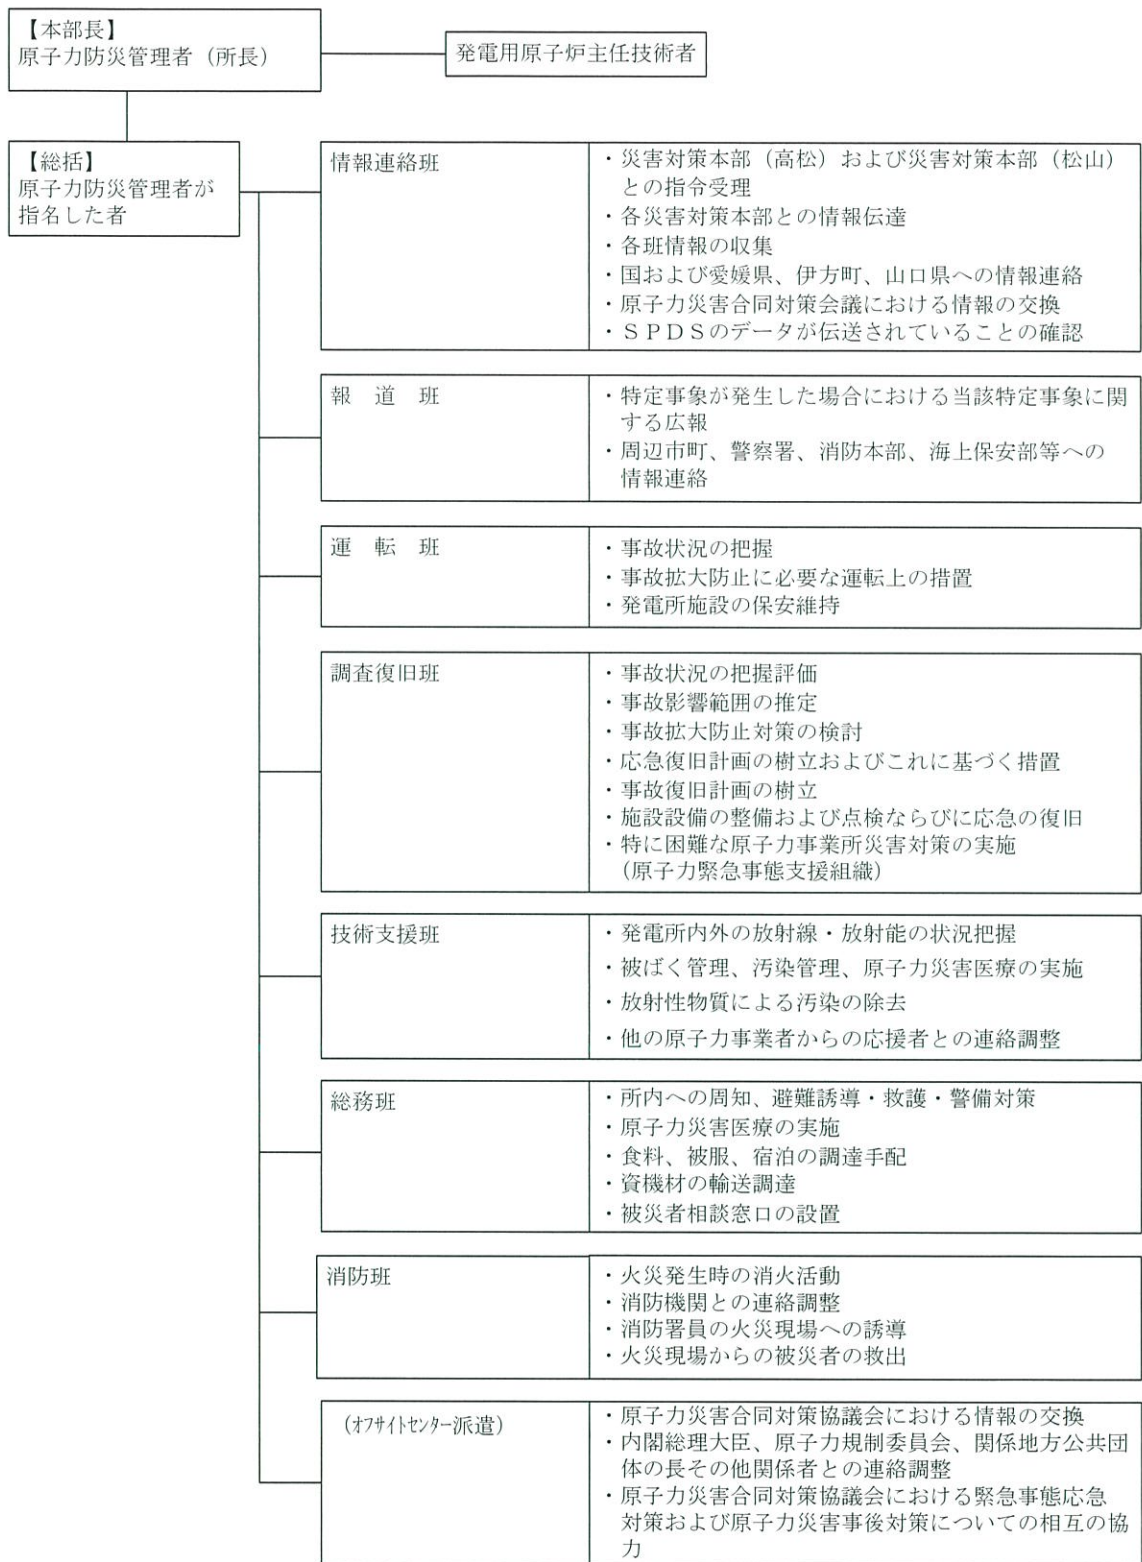 【本部長】
原子力防災管理者（所長）
発電用原子炉主任技術者
【総括】
原子力防災管理者が
指名した者
情報連絡班
・災害対策本部（高松）および災害対策本部（松山）
との指令受理
・各災害対策本部との情報伝達
・各班情報の収集
・国および愛媛県、伊方町、山口県への情報連絡
・原子力災害合同対策会議における情報の交換
・ＳＰＤＳのデータが伝送されていることの確認
報　道　班
・特定事象が発生した場合における当該特定事象に関
する広報
・周辺市町、警察署、消防本部、海上保安部等への
情報連絡
運　転　班
・事故状況の把握
・事故拡大防止に必要な運転上の措置
・発電所施設の保安維持
調査復旧班
・事故状況の把握評価
・事故影響範囲の推定
・事故拡大防止対策の検討
・応急復旧計画の樹立およびこれに基づく措置
・事故復旧計画の樹立
・施設設備の整備および点検ならびに応急の復旧
・特に困難な原子力事業所災害対策の実施
（原子力緊急事態支援組織）
技術支援班
・発電所内外の放射線・放射能の状況把握
・被ばく管理、汚染管理、原子力災害医療の実施
・放射性物質による汚染の除去
・他の原子力事業者からの応援者との連絡調整
総務班
・所内への周知、避難誘導・救護・警備対策
・原子力災害医療の実施
・食料、被服、宿泊の調達手配
・資機材の輸送調達
・被災者相談窓口の設置
消防班
・火災発生時の消火活動
・消防機関との連絡調整
・消防署員の火災現場への誘導
・火災現場からの被災者の救出
（ｵﾌｻｲﾄｾﾝﾀｰ派遣）
・原子力災害合同対策協議会における情報の交換
・内閣総理大臣、原子力規制委員会、関係地方公共団
体の長その他関係者との連絡調整
・原子力災害合同対策協議会における緊急事態応急
対策および原子力災害事後対策についての相互の協
力